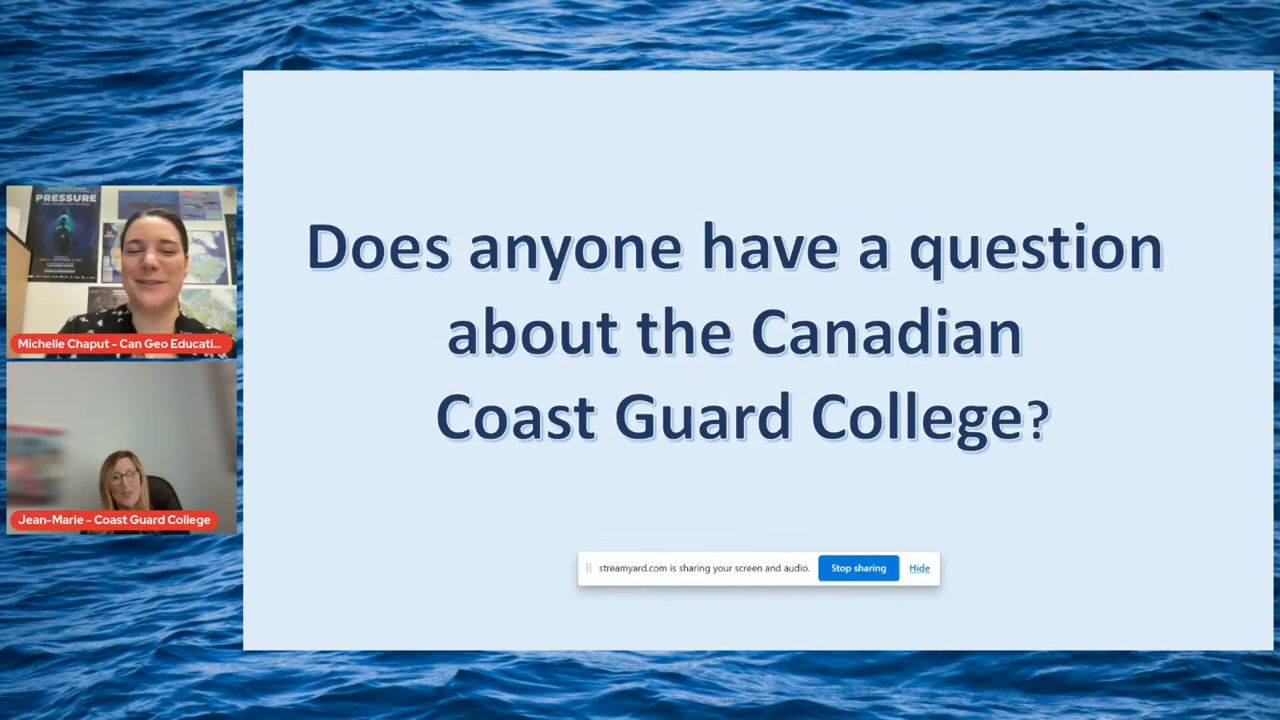 PRESSURE
Michelle Chaput - Can Geo Educati...
Jean-Marie - Coast Guard College
Does anyone have a question
about the Canadian
Coast Guard College?
streamyard.com is sharing your screen and audio.
Stop sharing
Hide